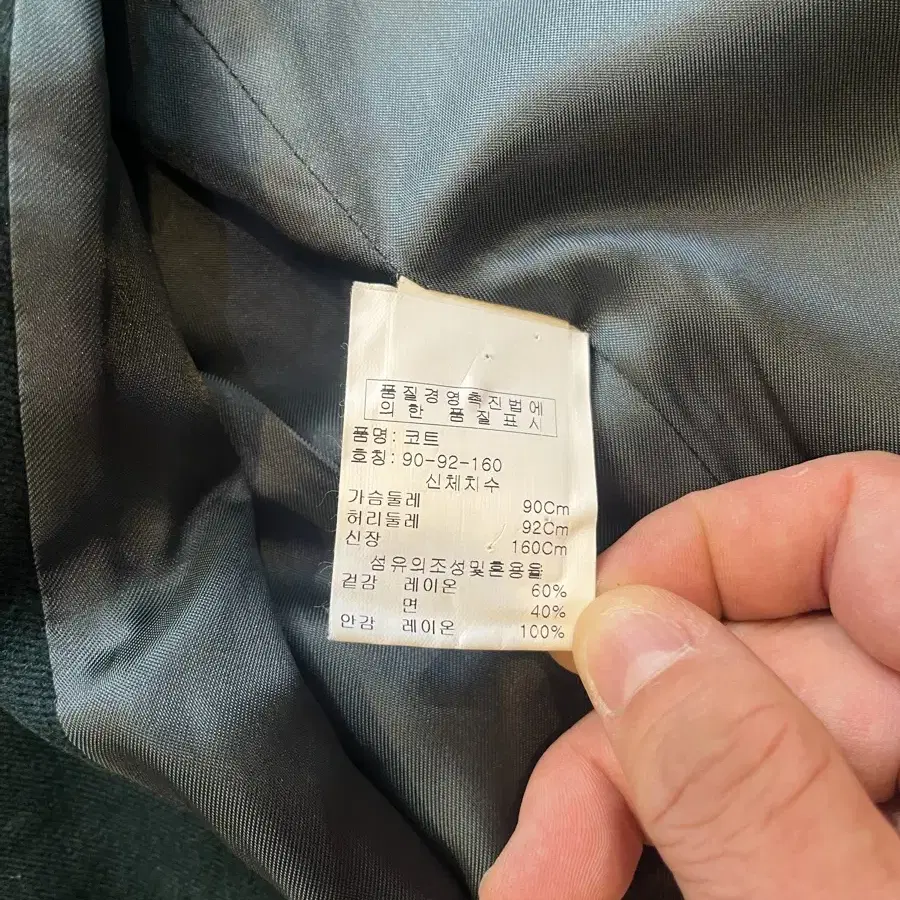 품질경영촉진법에
의한 품질표시
품명: 코트
호칭: 90-92-160
신체치수
가슴둘레 90Cm
허리둘레 92Cm
신장 160Cm
섬유의조성및혼용율
겉감 레이온 60%
면 40%
안감 레이온 100%